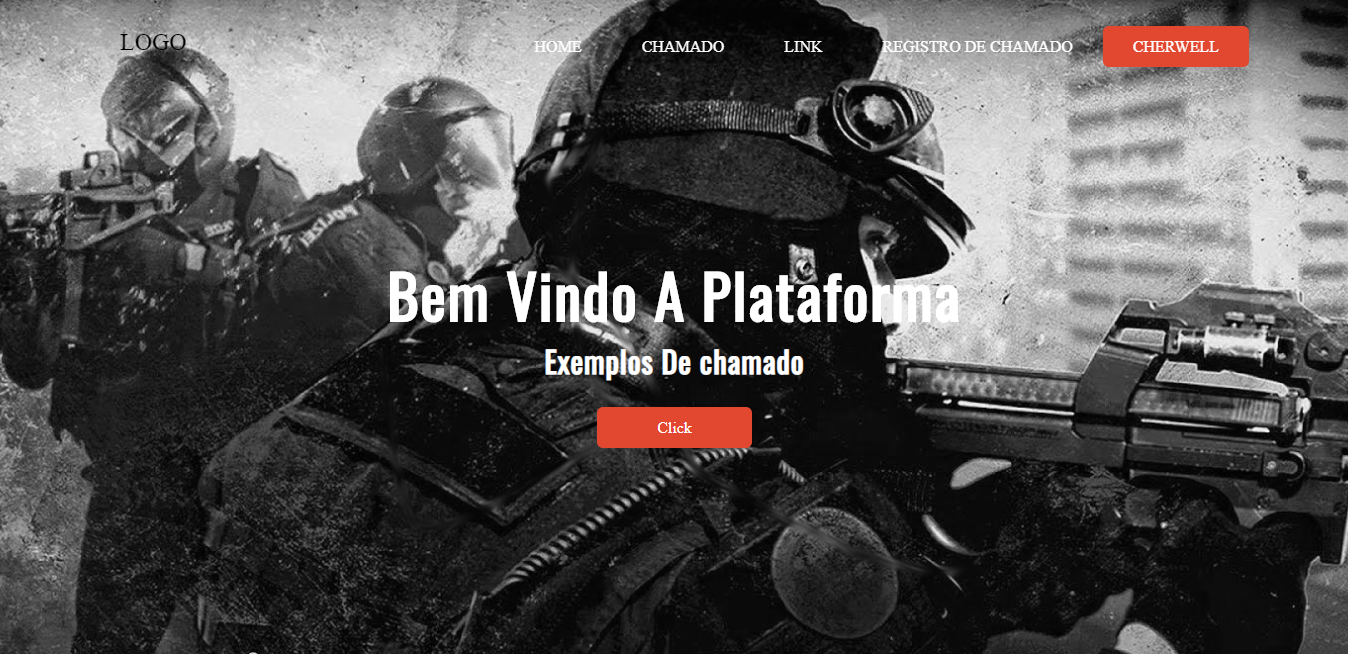 LOGO
HOME
CHAMADO
LINK
REGISTRO DE CHAMADO
CHERWELL
Bem Vindo A Plataforma
Exemplos De chamado
Click